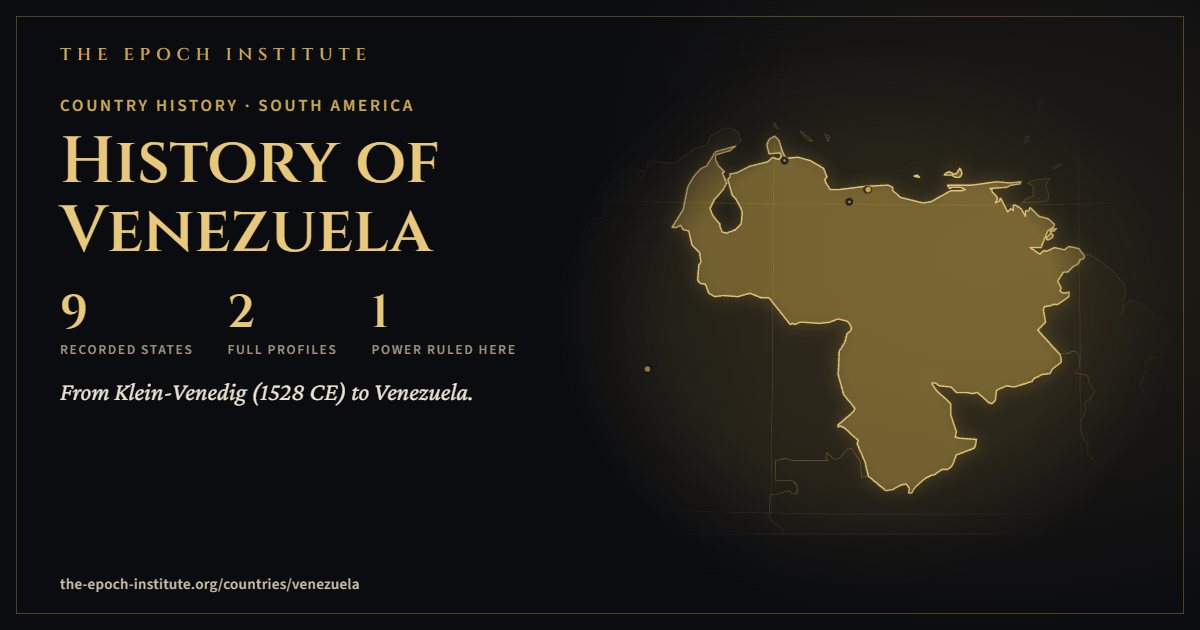 THE EPOCH INSTITUTE
COUNTRY HISTORY · SOUTH AMERICA
History of
Venezuela
9 2 1
RECORDED STATES FULL PROFILES POWER RULED HERE
From Klein-Venedig (1528 CE) to Venezuela.
the-epoch-institute.org/countries/venezuela